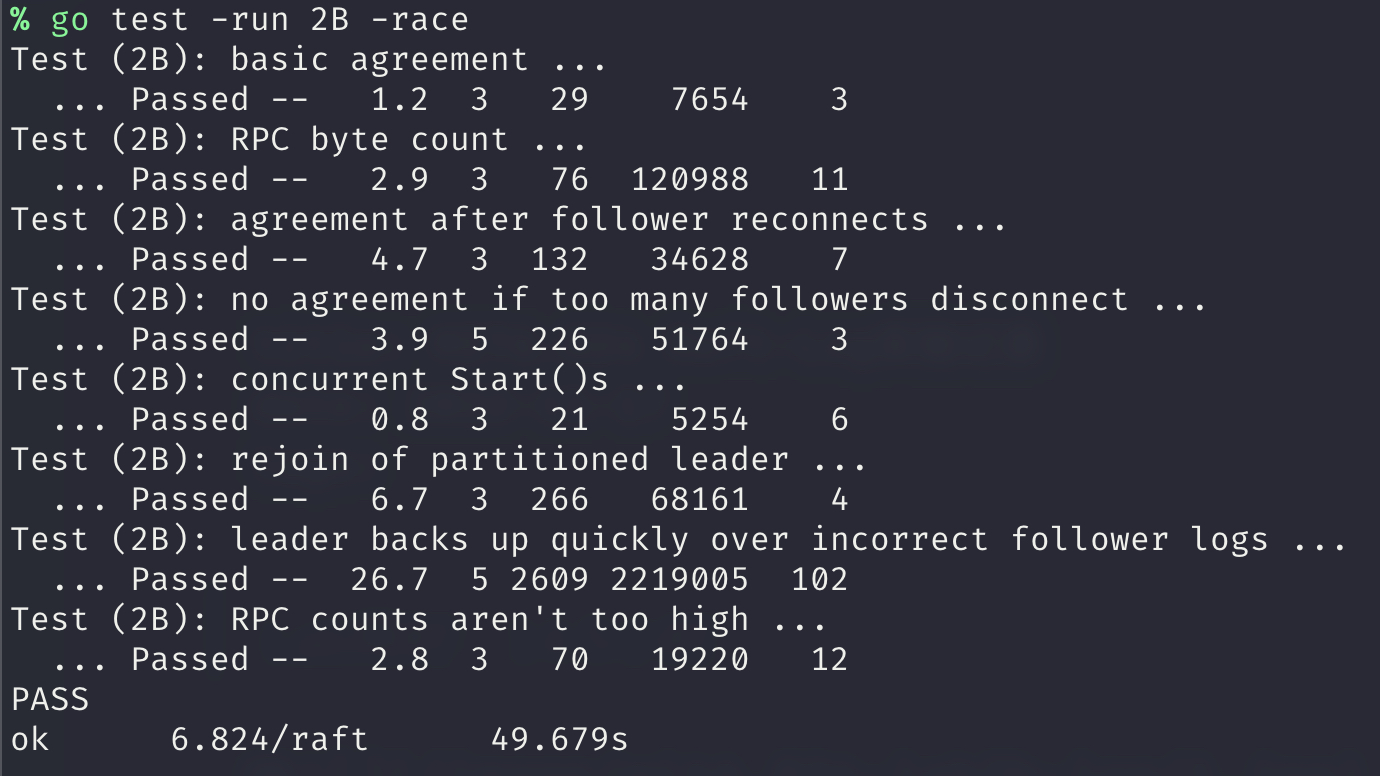 % go test -run 2B -race
Test (2B): basic agreement ...
  ... Passed --   1.2  3   29    7654    3
Test (2B): RPC byte count ...
  ... Passed --   2.9  3   76  120988   11
Test (2B): agreement after follower reconnects ...
  ... Passed --   4.7  3  132   34628    7
Test (2B): no agreement if too many followers disconnect ...
  ... Passed --   3.9  5  226   51764    3
Test (2B): concurrent Start()s ...
  ... Passed --   0.8  3   21    5254    6
Test (2B): rejoin of partitioned leader ...
  ... Passed --   6.7  3  266   68161    4
Test (2B): leader backs up quickly over incorrect follower logs ...
  ... Passed --  26.7  5 2609 2219005  102
Test (2B): RPC counts aren't too high ...
  ... Passed --   2.8  3   70   19220   12
PASS
ok      6.824/raft      49.679s